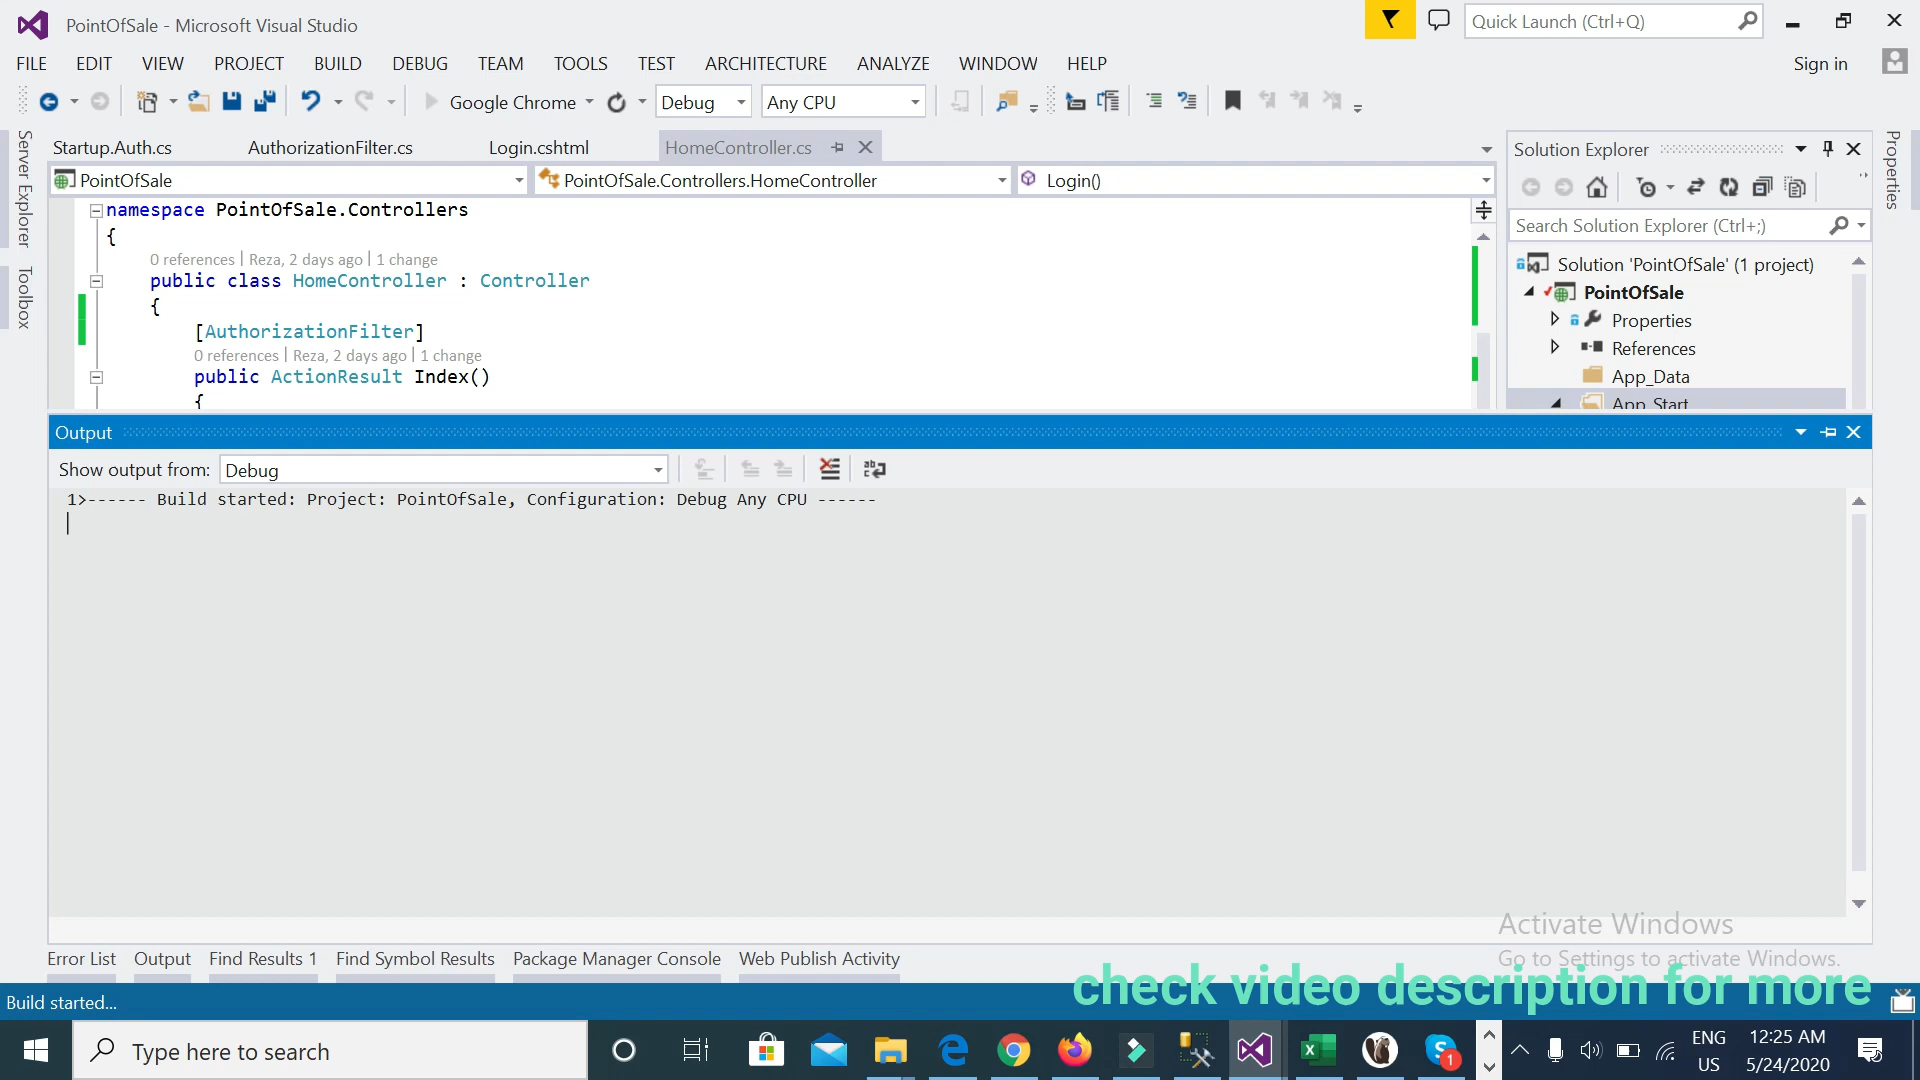 PointOfSale - Microsoft Visual Studio
Quick Launch (Ctrl+Q)
FILE EDIT VIEW PROJECT BUILD DEBUG TEAM TOOLS TEST ARCHITECTURE ANALYZE WINDOW HELP
Sign in
Google Chrome Debug Any CPU
Server Explorer
Toolbox
Startup.Auth.cs AuthorizationFilter.cs Login.cshtml HomeController.cs
PointOfSale PointOfSale.Controllers.HomeController Login()
namespace PointOfSale.Controllers
{
0 references | Reza, 2 days ago | 1 change
public class HomeController : Controller
{
[AuthorizationFilter]
0 references | Reza, 2 days ago | 1 change
public ActionResult Index()
{
Solution Explorer
Search Solution Explorer (Ctrl+;)
Solution 'PointOfSale' (1 project)
PointOfSale
Properties
References
App_Data
App_Start
Properties
Output
Show output from: Debug
1>------ Build started: Project: PointOfSale, Configuration: Debug Any CPU ------
Activate Windows
Go to Settings to activate Windows.
Error List Output Find Results 1 Find Symbol Results Package Manager Console Web Publish Activity
check video description for more
Build started...
Type here to search
1
ENG
US
12:25 AM
5/24/2020